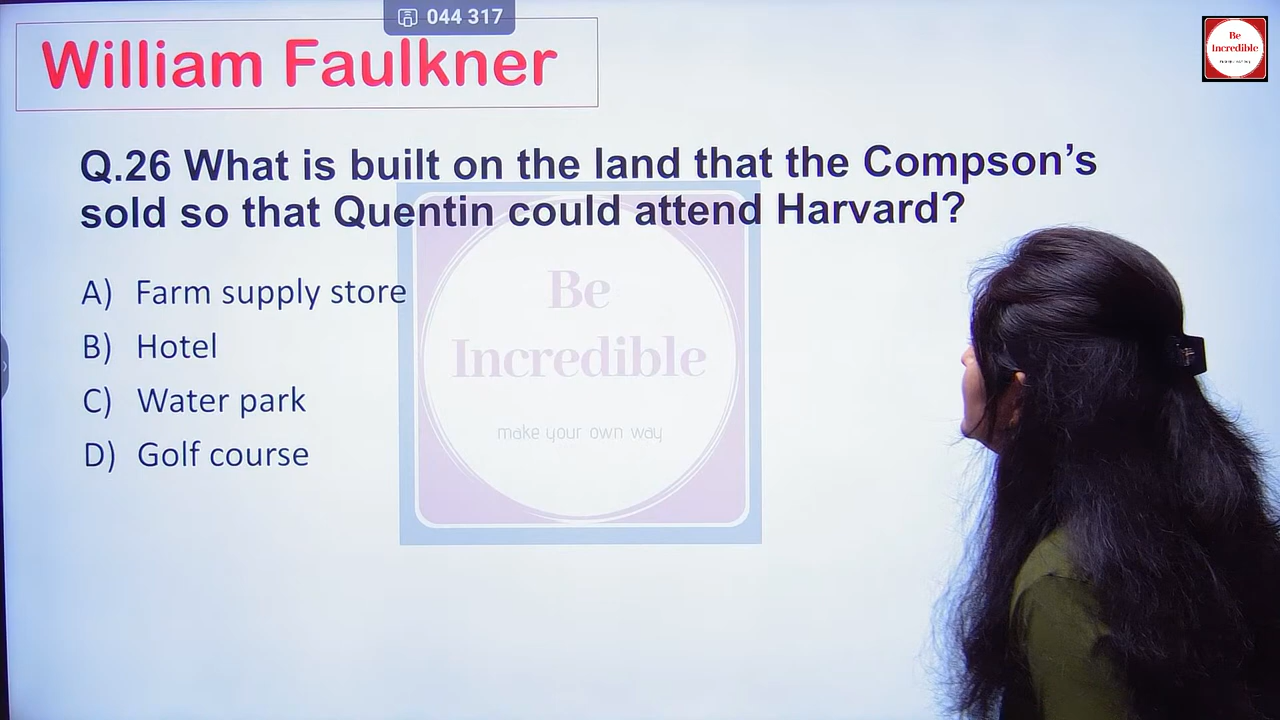 044 317
William Faulkner
Be
Incredible
Q.26 What is built on the land that the Compson's
sold so that Quentin could attend Harvard?
A) Farm supply store
B) Hotel
C) Water park
D) Golf course
Be
Incredible
make your own way